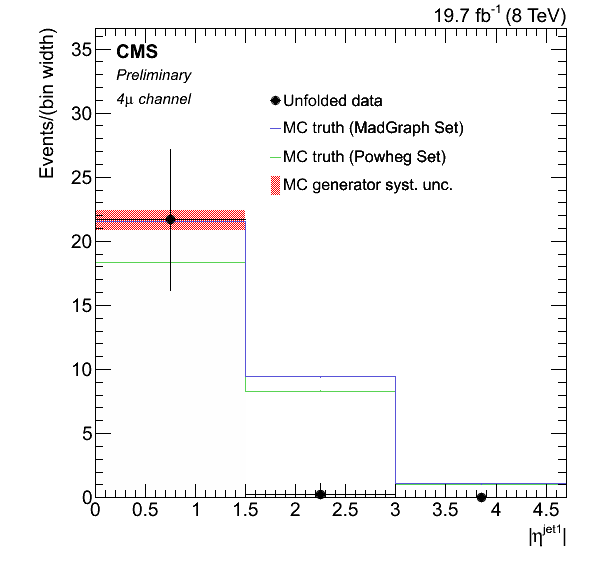 19.7 fb⁻¹ (8 TeV)
Events/(bin width)
CMS
Preliminary
4μ channel
Unfolded data
MC truth (MadGraph Set)
MC truth (Powheg Set)
MC generator syst. unc.
35
30
25
20
15
10
5
0
0 0.5 1 1.5 2 2.5 3 3.5 4 4.5
|η^jet1|